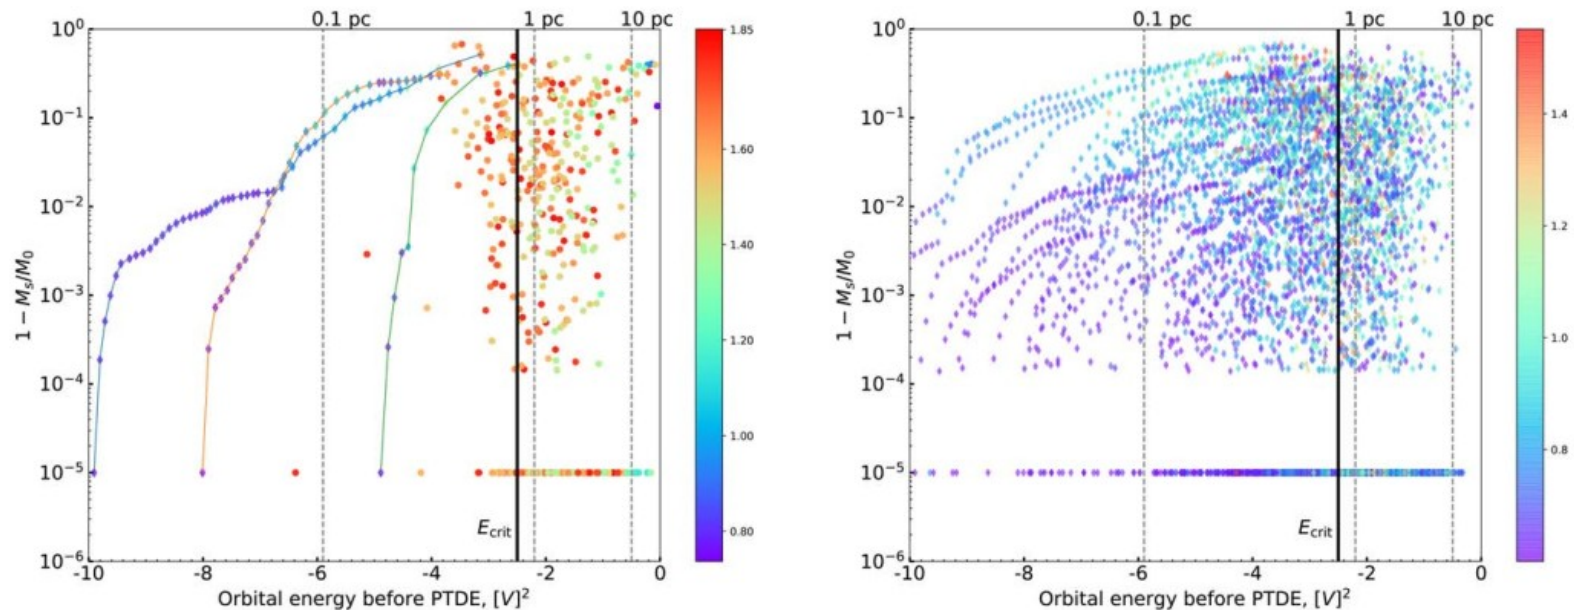 0.1 pc 1 pc 10 pc
10^0
10^-1
10^-2
10^-3
10^-4
10^-5
10^-6
1 − M_s/M_0
E_crit
-10 -8 -6 -4 -2 0
Orbital energy before PTDE, [V]^2
1.85
1.60
1.40
1.20
1.00
0.80
0.1 pc 1 pc 10 pc
10^0
10^-1
10^-2
10^-3
10^-4
10^-5
10^-6
1 − M_s/M_0
E_crit
-10 -8 -6 -4 -2 0
Orbital energy before PTDE, [V]^2
1.4
1.2
1.0
0.8